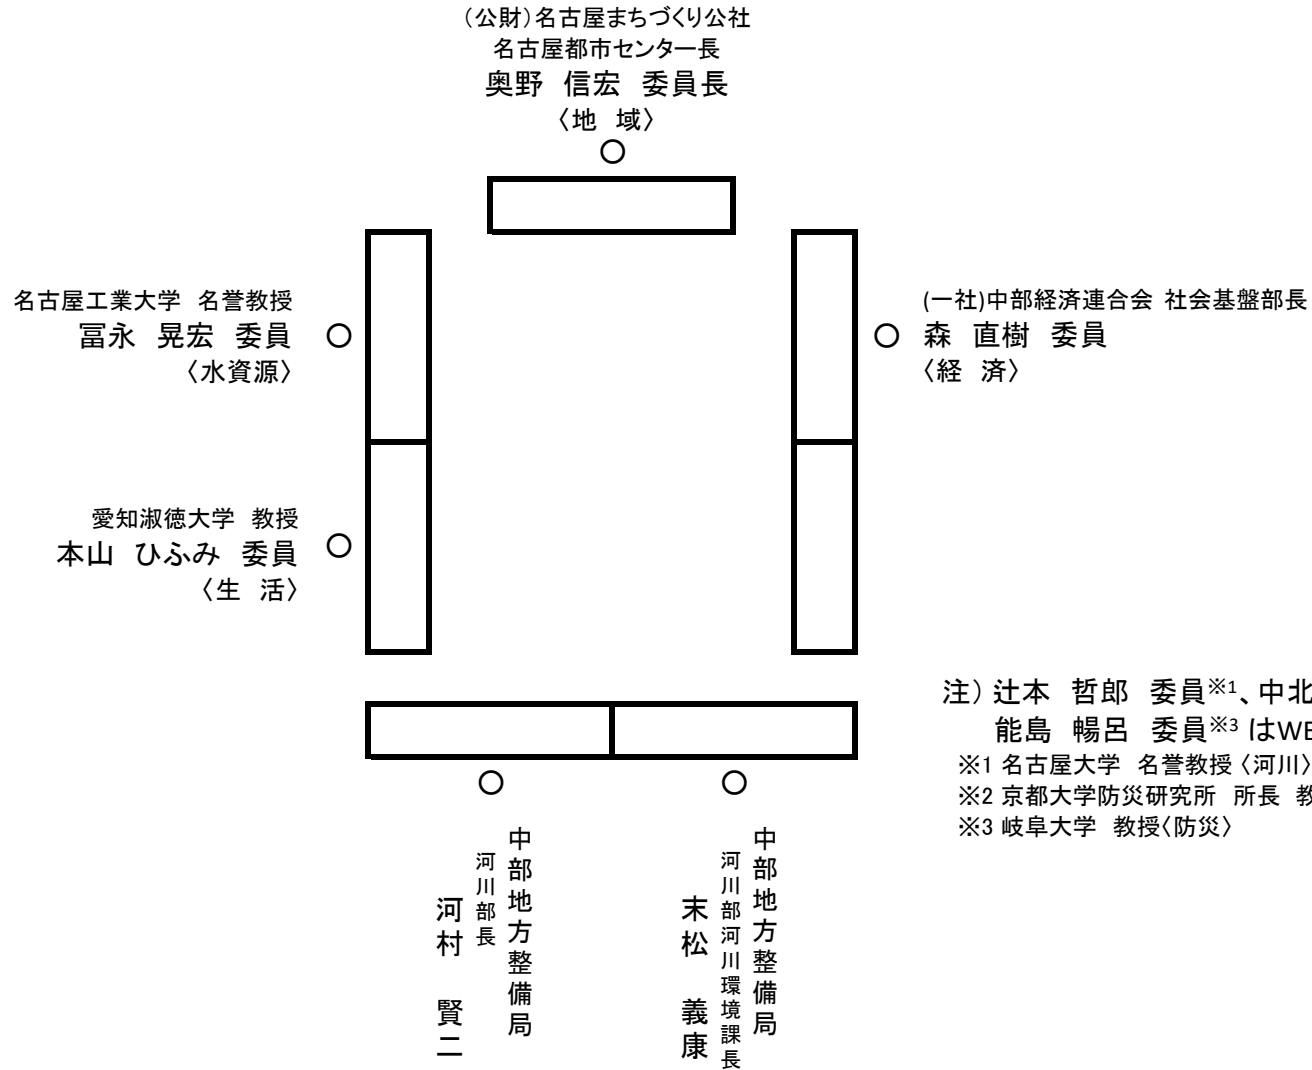 （公財）名古屋まちづくり公社
名古屋都市センター長
奥野　信宏　委員長
〈地　域〉
名古屋工業大学　名誉教授
冨永　晃宏　委員
〈水資源〉
(一社)中部経済連合会 社会基盤部長
森　直樹　委員
〈経　済〉
愛知淑徳大学　教授
本山　ひふみ　委員
〈生　活〉
注）辻本　哲郎　委員※1、中北
能島　暢呂　委員※3 はWE
※1 名古屋大学　名誉教授〈河川〉
※2 京都大学防災研究所　所長　教
※3 岐阜大学　教授〈防災〉
中部地方整備局
河川部長
河村　賢二
中部地方整備局
河川部河川環境課長
末松　義康